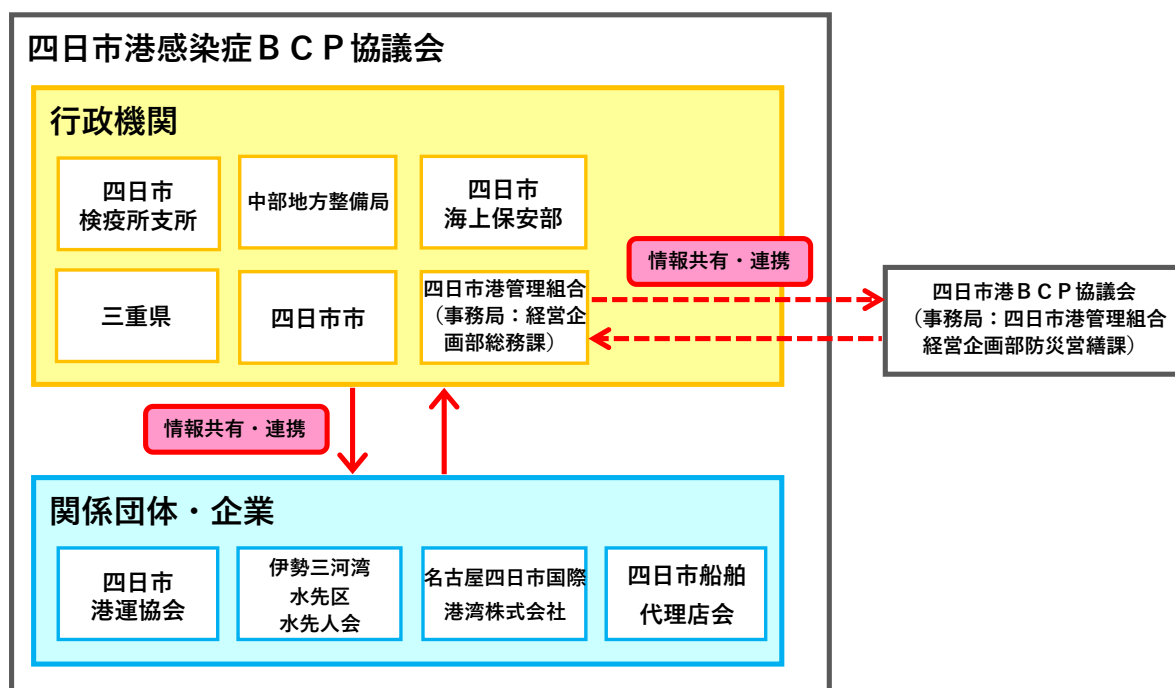 四日市港感染症ＢＣＰ協議会
行政機関
四日市
検疫所支所
中部地方整備局
四日市
海上保安部
三重県
四日市市
四日市港管理組合
（事務局：経営企
画部総務課）
情報共有・連携
四日市港ＢＣＰ協議会
（事務局：四日市港管理組合
経営企画部防災営繕課）
情報共有・連携
関係団体・企業
四日市
港運協会
伊勢三河湾
水先区
水先人会
名古屋四日市国際
港湾株式会社
四日市船舶
代理店会